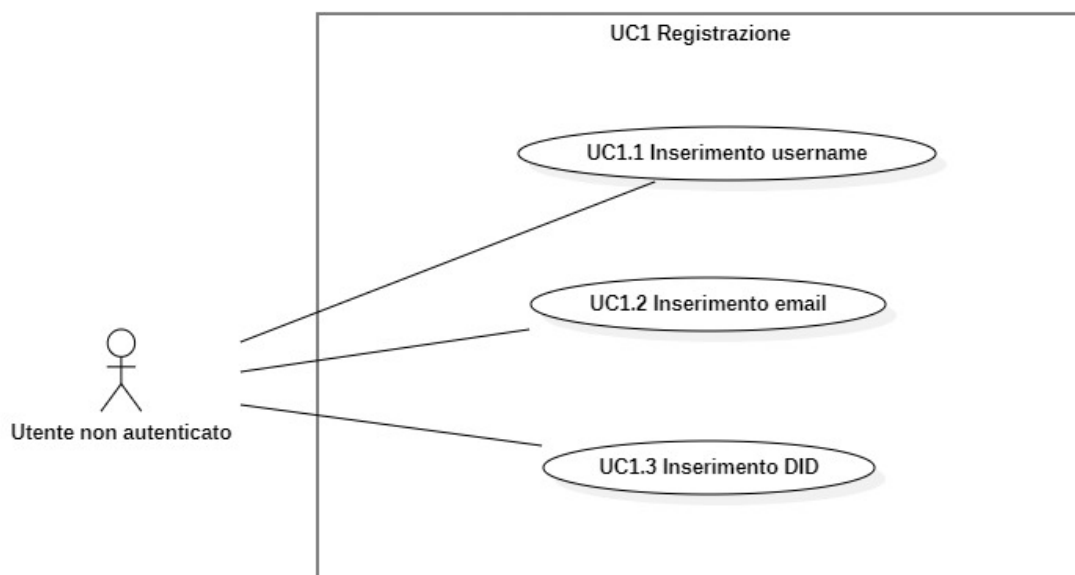 UC1 Registrazione
UC1.1 Inserimento username
UC1.2 Inserimento email
Utente non autenticato
UC1.3 Inserimento DID